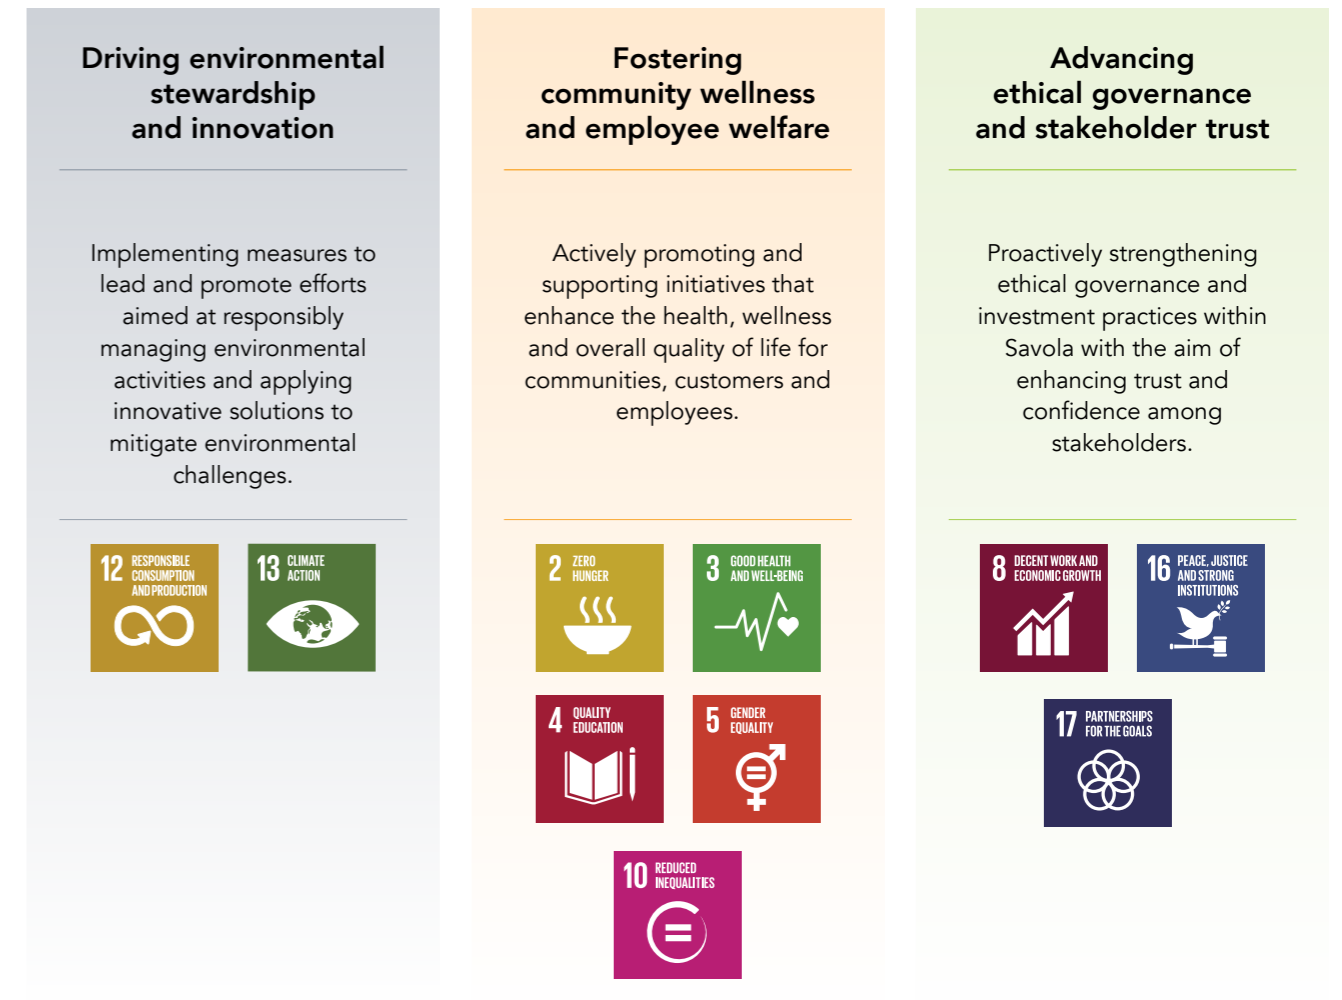 Driving environmental
stewardship
and innovation
Implementing measures to
lead and promote efforts
aimed at responsibly
managing environmental
activities and applying
innovative solutions to
mitigate environmental
challenges.
12 RESPONSIBLE
CONSUMPTION
AND PRODUCTION
13 CLIMATE
ACTION
Fostering
community wellness
and employee welfare
Actively promoting and
supporting initiatives that
enhance the health, wellness
and overall quality of life for
communities, customers and
employees.
2 ZERO
HUNGER
3 GOOD HEALTH
AND WELL-BEING
4 QUALITY
EDUCATION
5 GENDER
EQUALITY
10 REDUCED
INEQUALITIES
Advancing
ethical governance
and stakeholder trust
Proactively strengthening
ethical governance and
investment practices within
Savola with the aim of
enhancing trust and
confidence among
stakeholders.
8 DECENT WORK AND
ECONOMIC GROWTH
16 PEACE, JUSTICE
AND STRONG
INSTITUTIONS
17 PARTNERSHIPS
FOR THE GOALS